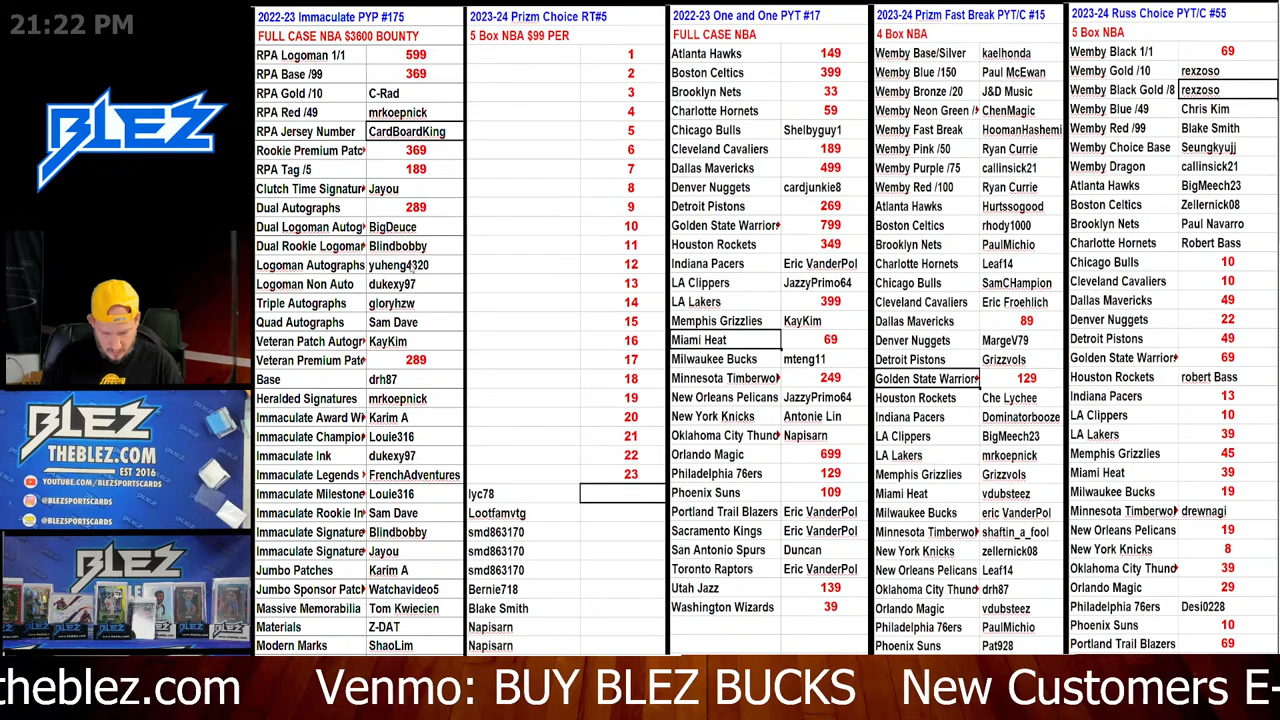 21:22 PM
BLEZ
BLEZ
THEBLEZ.COM
EST 2016
YOUTUBE.COM/BLEZSPORTSCARDS
@BLEZSPORTSCARDS
@BLEZSPORTSCARDS
BLEZ
2022-23 Immaculate PYP #175
FULL CASE NBA $3600 BOUNTY
RPA Logoman 1/1 599
RPA Base /99 369
RPA Gold /10 C-Rad
RPA Red /49 mrkoepnick
RPA Jersey Number CardBoardKing
Rookie Premium Patc 369
RPA Tag /5 189
Clutch Time Signatur Jayou
Dual Autographs 289
Dual Logoman Autog BigDeuce
Dual Rookie Logoma Blindbobby
Logoman Autographs yuheng4320
Logoman Non Auto dukexy97
Triple Autographs gloryhzw
Quad Autographs Sam Dave
Veteran Patch Autogr KayKim
Veteran Premium Pat 289
Base drh87
Heralded Signatures mrkoepnick
Immaculate Award Wi Karim A
Immaculate Champio Louie316
Immaculate Ink dukexy97
Immaculate Legends FrenchAdventures
Immaculate Milestone Louie316
Immaculate Rookie In Sam Dave
Immaculate Signature Blindbobby
Immaculate Signature Jayou
Jumbo Patches Karim A
Jumbo Sponsor Patc Watchavideo5
Massive Memorabilia Tom Kwiecien
Materials Z-DAT
Modern Marks ShaoLim
2023-24 Prizm Choice RT#5
5 Box NBA $99 PER
1
2
3
4
5
6
7
8
9
10
11
12
13
14
15
16
17
18
19
20
21
22
23
lyc78
Lootfamvtg
smd863170
smd863170
smd863170
Bernie718
Blake Smith
Napisarn
Napisarn
2022-23 One and One PYT #17
FULL CASE NBA
Atlanta Hawks 149
Boston Celtics 399
Brooklyn Nets 33
Charlotte Hornets 59
Chicago Bulls Shelbyguy1
Cleveland Cavaliers 189
Dallas Mavericks 499
Denver Nuggets cardjunkie8
Detroit Pistons 269
Golden State Warriors 799
Houston Rockets 349
Indiana Pacers Eric VanderPol
LA Clippers JazzyPrimo64
LA Lakers 399
Memphis Grizzlies KayKim
Miami Heat 69
Milwaukee Bucks mteng11
Minnesota Timberwo 249
New Orleans Pelicans JazzyPrimo64
New York Knicks Antonie Lin
Oklahoma City Thund Napisarn
Orlando Magic 699
Philadelphia 76ers 129
Phoenix Suns 109
Portland Trail Blazers Eric VanderPol
Sacramento Kings Eric VanderPol
San Antonio Spurs Duncan
Toronto Raptors Eric VanderPol
Utah Jazz 139
Washington Wizards 39
2023-24 Prizm Fast Break PYT/C #15
4 Box NBA
Wemby Base/Silver kaelhonda
Wemby Blue /150 Paul McEwan
Wemby Bronze /20 J&D Music
Wemby Neon Green / ChenMagic
Wemby Fast Break HoomanHashemi
Wemby Pink /50 Ryan Currie
Wemby Purple /75 callinsick21
Wemby Red /100 Ryan Currie
Atlanta Hawks Hurtssogood
Boston Celtics rhody1000
Brooklyn Nets PaulMichio
Charlotte Hornets Leaf14
Chicago Bulls SamCHampion
Cleveland Cavaliers Eric Froehlich
Dallas Mavericks 89
Denver Nuggets MargeV79
Detroit Pistons Grizzvols
Golden State Warriors 129
Houston Rockets Che Lychee
Indiana Pacers Dominatorbooze
LA Clippers BigMeech23
LA Lakers mrkoepnick
Memphis Grizzlies Grizzvols
Miami Heat vdubsteez
Milwaukee Bucks eric VanderPol
Minnesota Timberwo shaftin_a_fool
New York Knicks zellernick08
New Orleans Pelicans Leaf14
Oklahoma City Thund drh87
Orlando Magic vdubsteez
Philadelphia 76ers PaulMichio
Phoenix Suns Pat928
2023-24 Russ Choice PYT/C #55
5 Box NBA
Wemby Black 1/1 69
Wemby Gold /10 rexzoso
Wemby Black Gold /8 rexzoso
Wemby Blue /49 Chris Kim
Wemby Red /99 Blake Smith
Wemby Choice Base Seungkyujj
Wemby Dragon callinsick21
Atlanta Hawks BigMeech23
Boston Celtics Zellernick08
Brooklyn Nets Paul Navarro
Charlotte Hornets Robert Bass
Chicago Bulls 10
Cleveland Cavaliers 10
Dallas Mavericks 49
Denver Nuggets 22
Detroit Pistons 49
Golden State Warrior 69
Houston Rockets robert Bass
Indiana Pacers 13
LA Clippers 10
LA Lakers 39
Memphis Grizzlies 45
Miami Heat 39
Milwaukee Bucks 19
Minnesota Timberwo drewnagi
New Orleans Pelicans 19
New York Knicks 8
Oklahoma City Thund 39
Orlando Magic 29
Philadelphia 76ers Desi0228
Phoenix Suns 10
Portland Trail Blazers 69
theblez.com Venmo: BUY BLEZ BUCKS New Customers E-